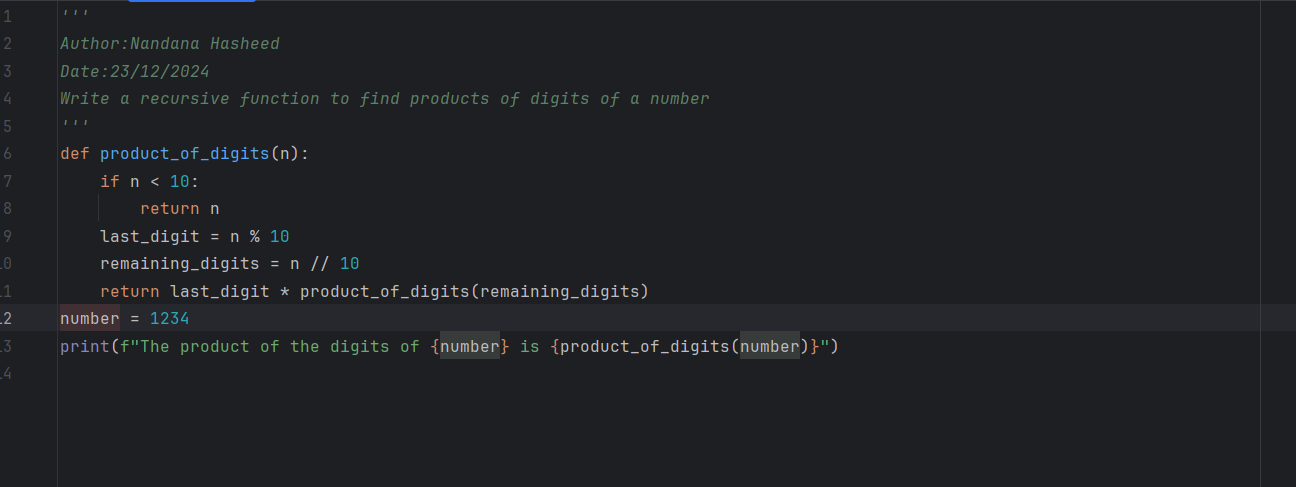 1 '''
2 Author:Nandana Hasheed
3 Date:23/12/2024
4 Write a recursive function to find products of digits of a number
5 '''
6 def product_of_digits(n):
7     if n < 10:
8         return n
9     last_digit = n % 10
10     remaining_digits = n // 10
11     return last_digit * product_of_digits(remaining_digits)
12 number = 1234
13 print(f"The product of the digits of {number} is {product_of_digits(number)}")
14